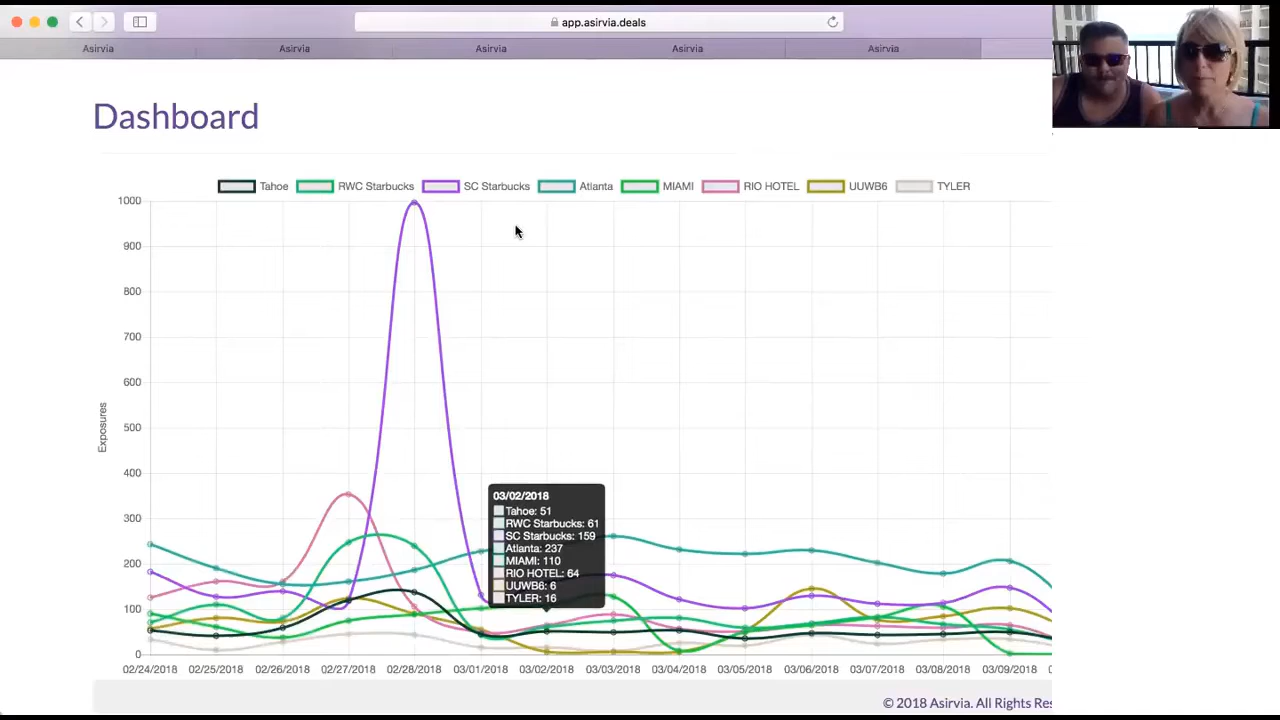 app.asirvia.deals
Asirvia Asirvia Asirvia Asirvia Asirvia
Dashboard
Tahoe RWC Starbucks SC Starbucks Atlanta MIAMI RIO HOTEL UUWB6 TYLER
1000
900
800
700
600
500
400
300
200
100
0
Exposures
03/02/2018
Tahoe: 51
RWC Starbucks: 61
SC Starbucks: 159
Atlanta: 237
MIAMI: 110
RIO HOTEL: 64
UUWB6: 6
TYLER: 16
02/24/2018 02/25/2018 02/26/2018 02/27/2018 02/28/2018 03/01/2018 03/02/2018 03/03/2018 03/04/2018 03/05/2018 03/06/2018 03/07/2018 03/08/2018 03/09/2018
© 2018 Asirvia. All Rights Res